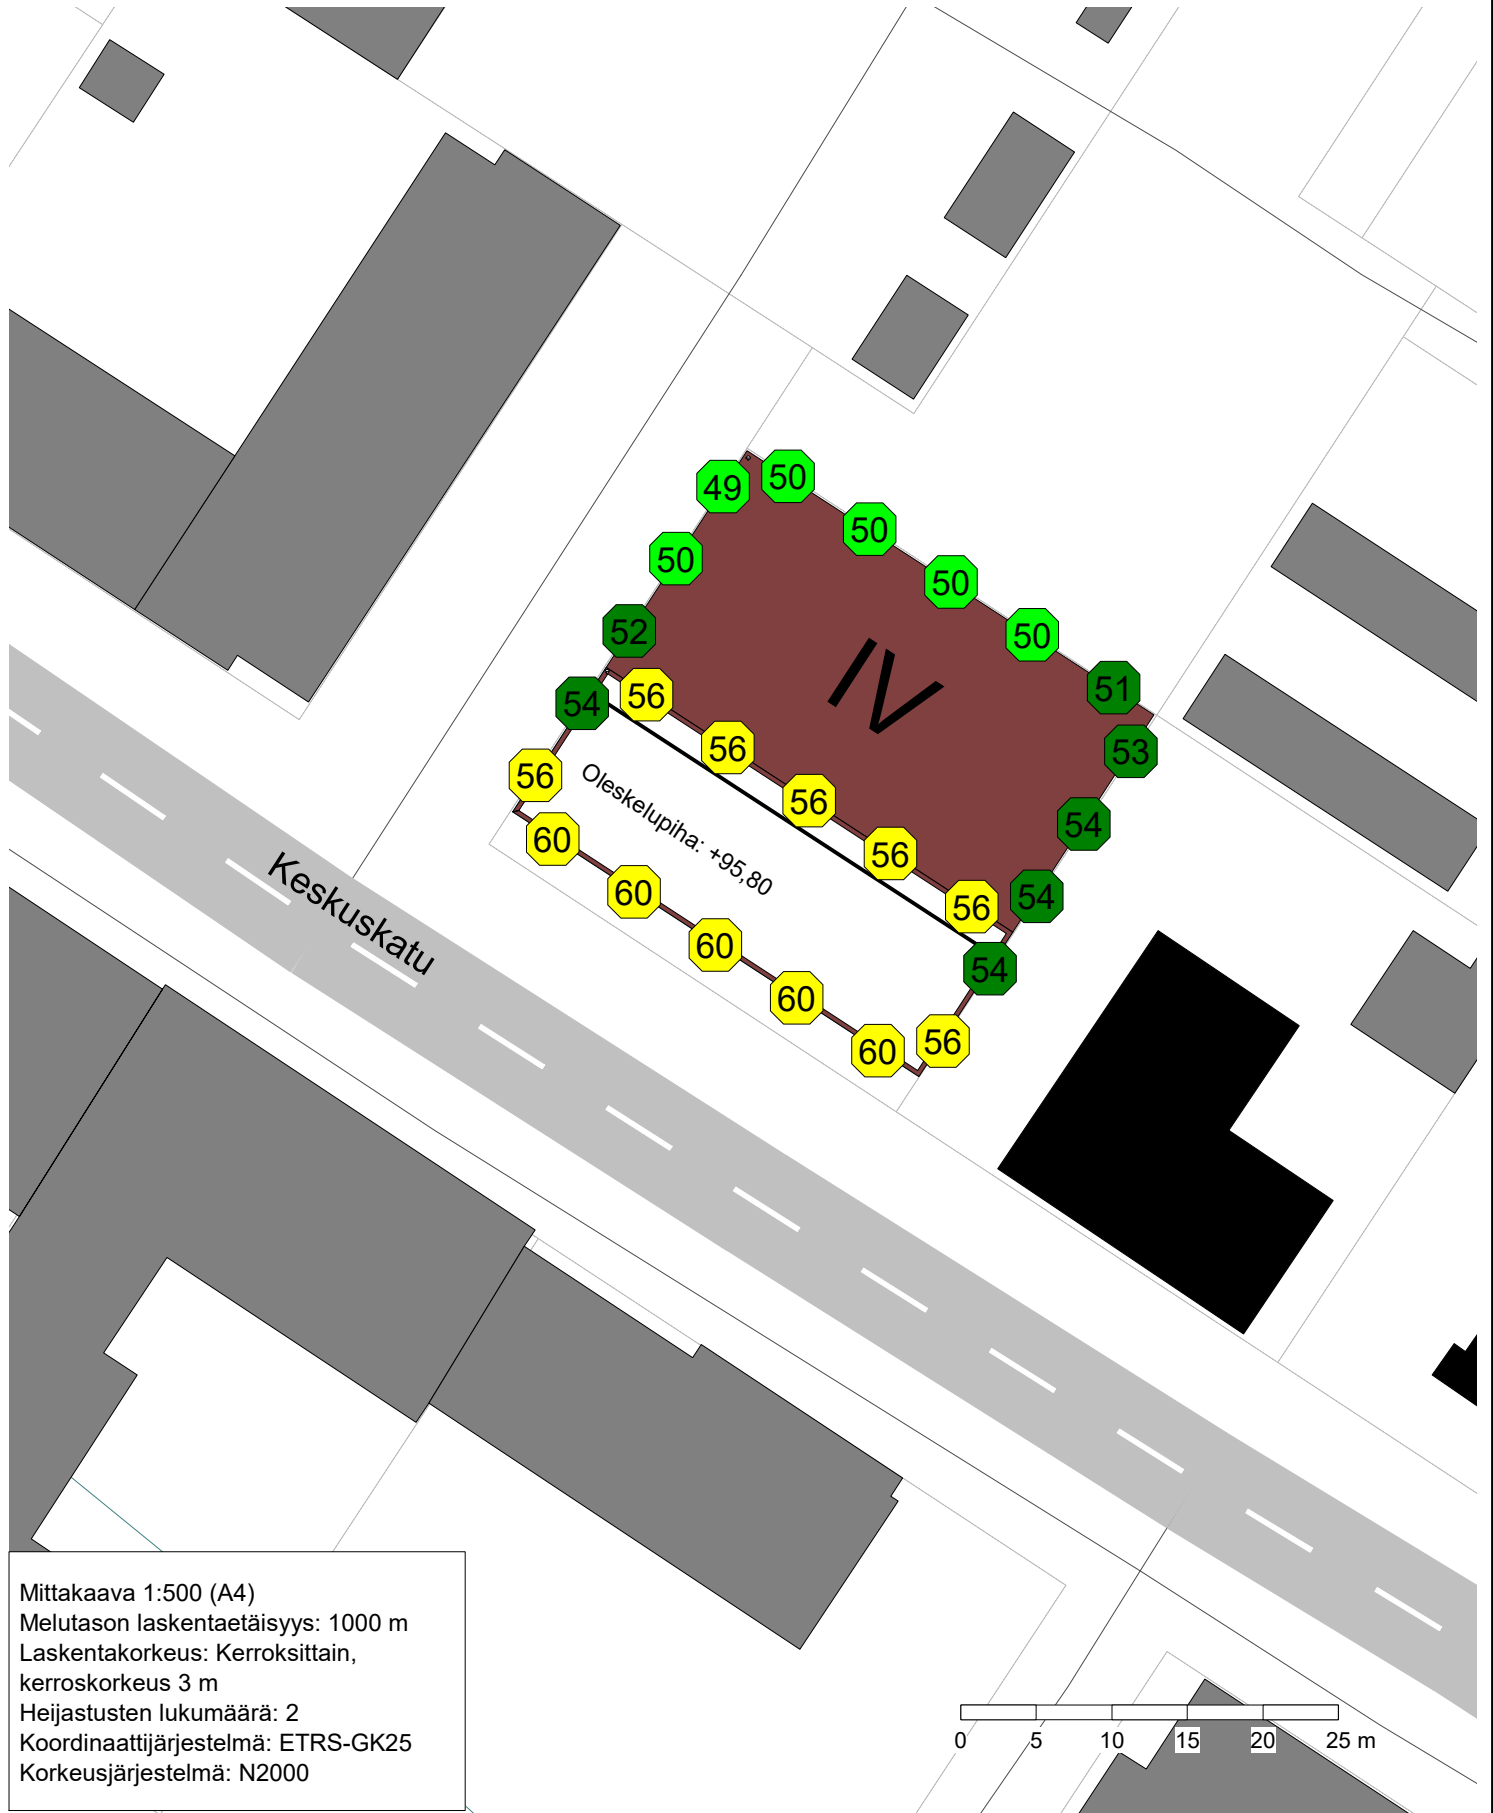 49
50
50
50
50
50
52
51
54
56
53
56
56
56
54
56
56
54
56
54
56
60
60
60
60
60
IV
Oleskelupiha: +95,80
Keskuskatu
Mittakaava 1:500 (A4)
Melutason laskentaetäisyys: 1000 m
Laskentakorkeus: Kerroksittain,
kerroskorkeus 3 m
Heijastusten lukumäärä: 2
Koordinaattijärjestelmä: ETRS-GK25
Korkeusjärjestelmä: N2000
0 5 10 15 20 25 m